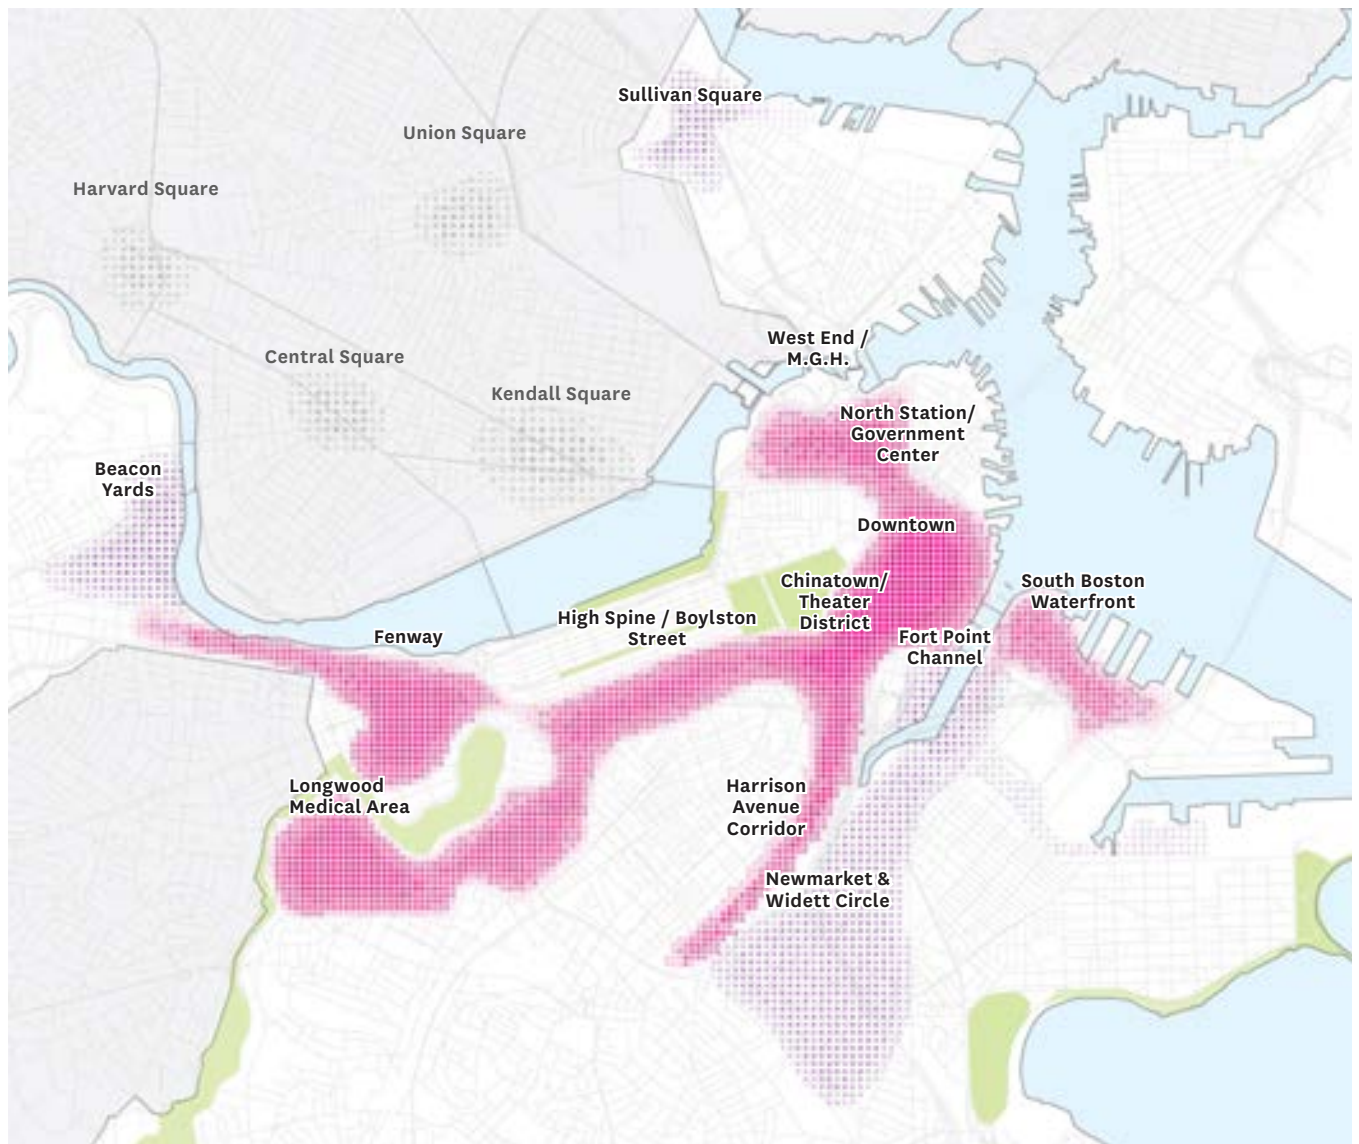 Sullivan Square
Union Square
Harvard Square
West End /
M.G.H.
Central Square
Kendall Square
North Station/
Government
Center
Beacon
Yards
Downtown
Chinatown/
Theater
District
South Boston
Waterfront
High Spine / Boylston
Street
Fenway
Fort Point
Channel
Longwood
Medical Area
Harrison
Avenue
Corridor
Newmarket &
Widett Circle